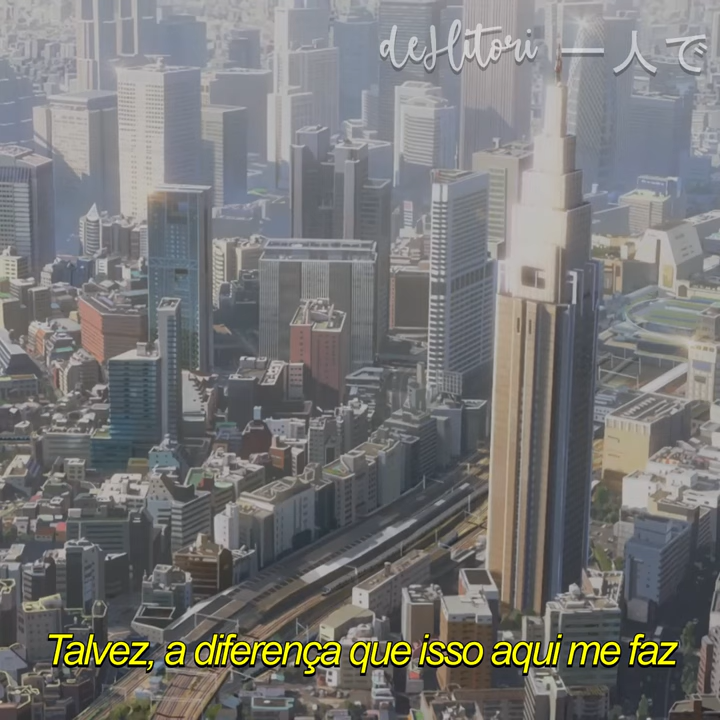 deHitori 一人で
Talvez, a diferença que isso aqui me faz